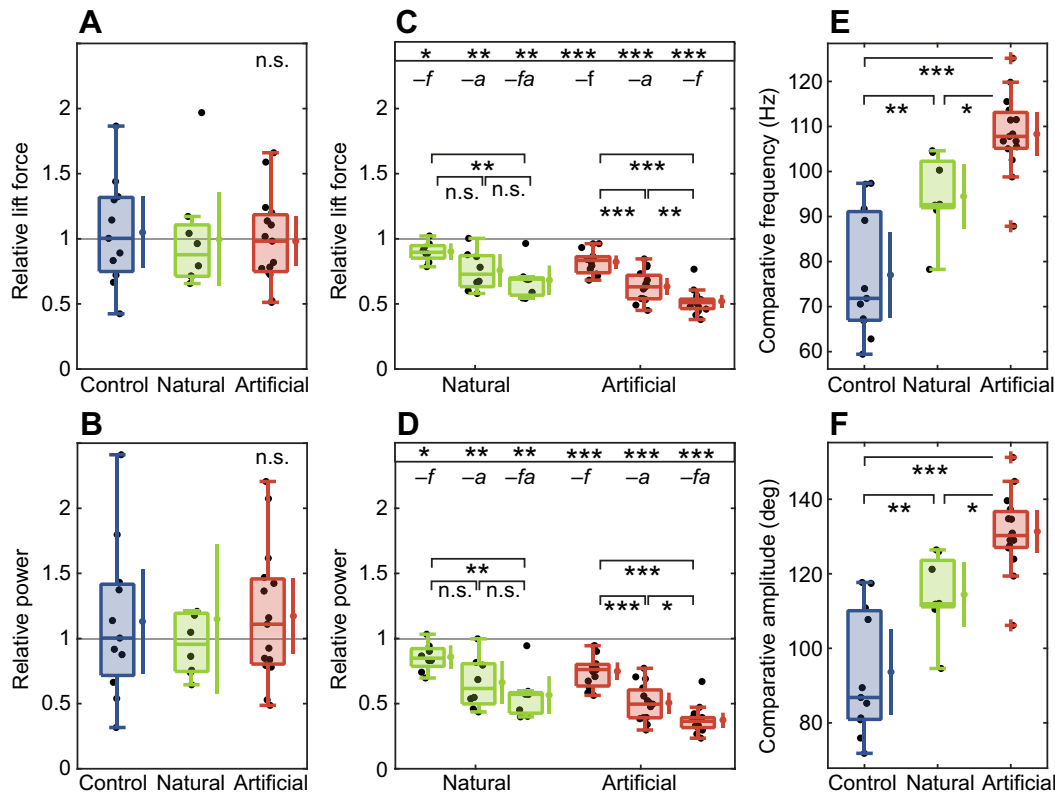 A
n.s.
Relative lift force
2
1.5
1
0.5
0
Control Natural Artificial
B
n.s.
Relative power
2
1.5
1
0.5
0
Control Natural Artificial
C
* ** ** *** *** ***
–f –a –fa –f –a –f
Relative lift force
2
1.5
1
0.5
0
** ***
n.s. n.s. *** **
Natural Artificial
D
* ** ** *** *** ***
–f –a –fa –f –a –fa
Relative power
2
1.5
1
0.5
0
** ***
n.s. n.s. *** *
Natural Artificial
E
Comparative frequency (Hz)
120
110
100
90
80
70
60
***
** *
Control Natural Artificial
F
Comparative amplitude (deg)
140
120
100
80
***
** *
Control Natural Artificial